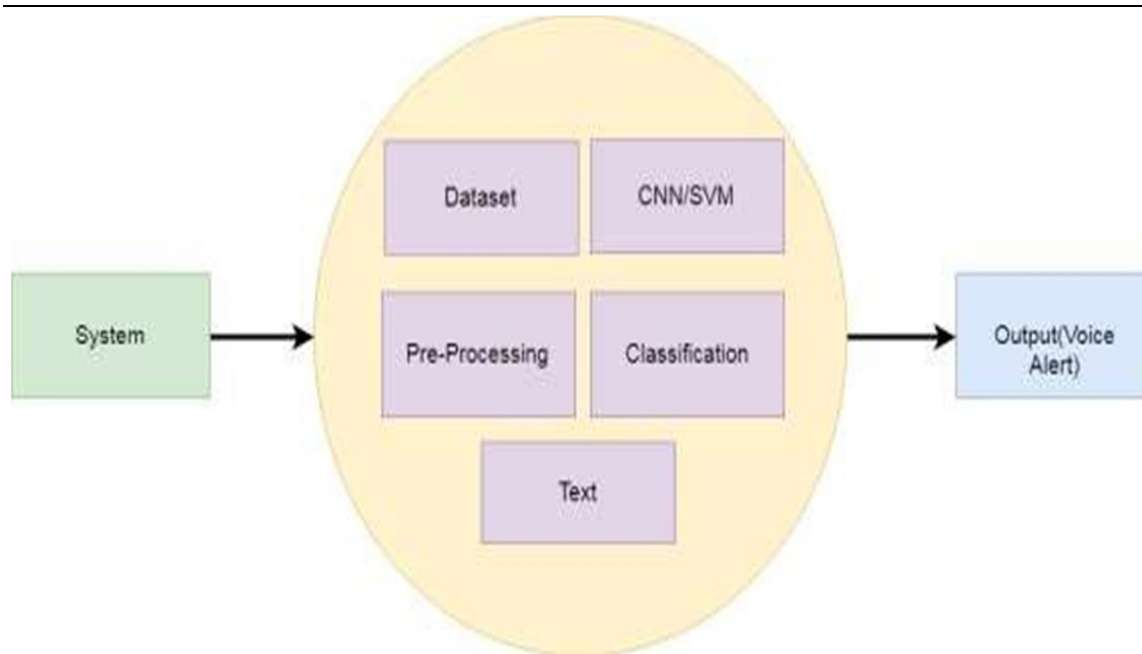 Dataset
CNN/SVM
System
Pre-Processing
Classification
Output(Voice
Alert)
Text